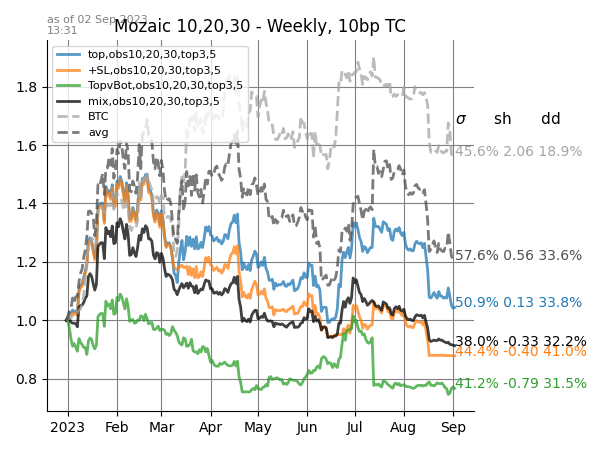 as of 02 Sep 2023
13:31
Mozaic 10,20,30 - Weekly, 10bp TC
top,obs10,20,30,top3,5
+SL,obs10,20,30,top3,5
TopvBot,obs10,20,30,top3,5
mix,obs10,20,30,top3,5
BTC
avg
σ sh dd
45.6% 2.06 18.9%
57.6% 0.56 33.6%
50.9% 0.13 33.8%
38.0% -0.33 32.2%
44.4% -0.40 41.0%
41.2% -0.79 31.5%
1.8
1.6
1.4
1.2
1.0
0.8
2023 Feb Mar Apr May Jun Jul Aug Sep